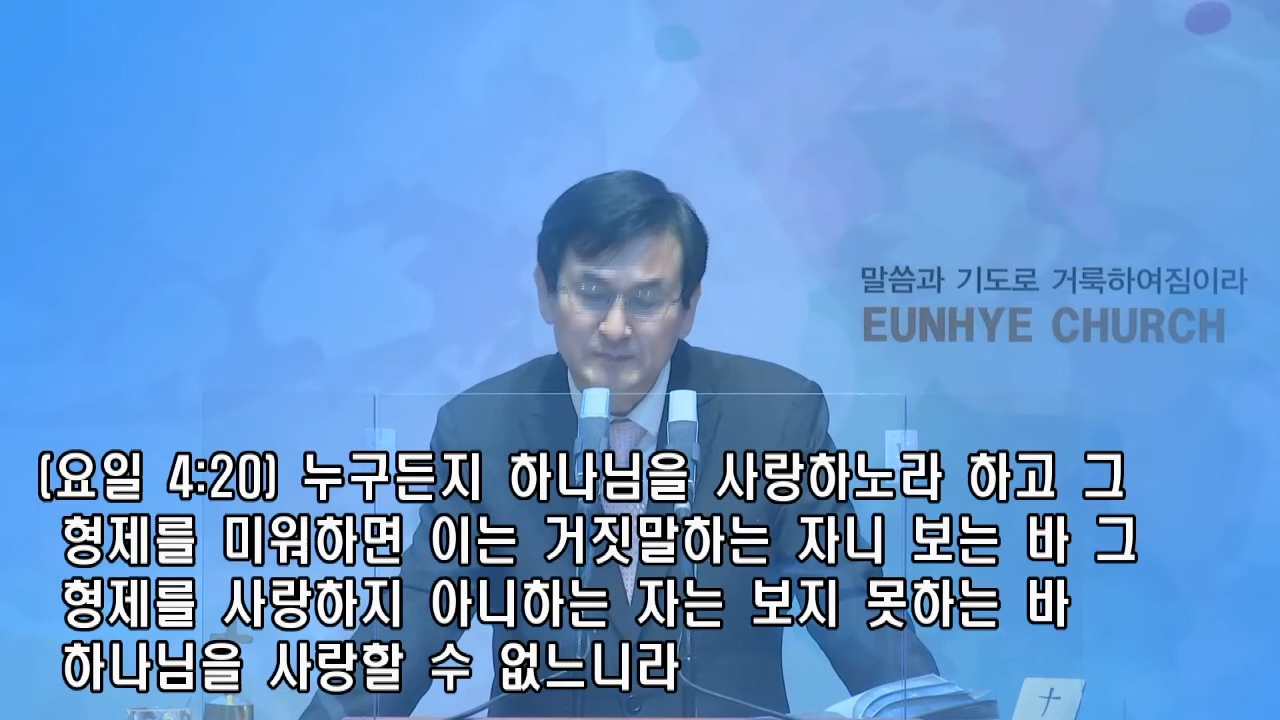 말씀과 기도로 거룩하여짐이라
EUNHYE CHURCH
(요일 4:20) 누구든지 하나님을 사랑하노라 하고 그
형제를 미워하면 이는 거짓말하는 자니 보는 바 그
형제를 사랑하지 아니하는 자는 보지 못하는 바
하나님을 사랑할 수 없느니라